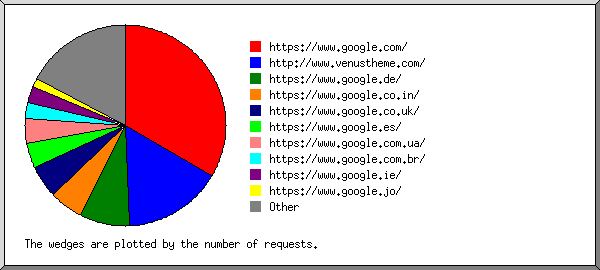 https://www.google.com/
http://www.venustheme.com/
https://www.google.de/
https://www.google.co.in/
https://www.google.co.uk/
https://www.google.es/
https://www.google.com.ua/
https://www.google.com.br/
https://www.google.ie/
https://www.google.jo/
Other
The wedges are plotted by the number of requests.